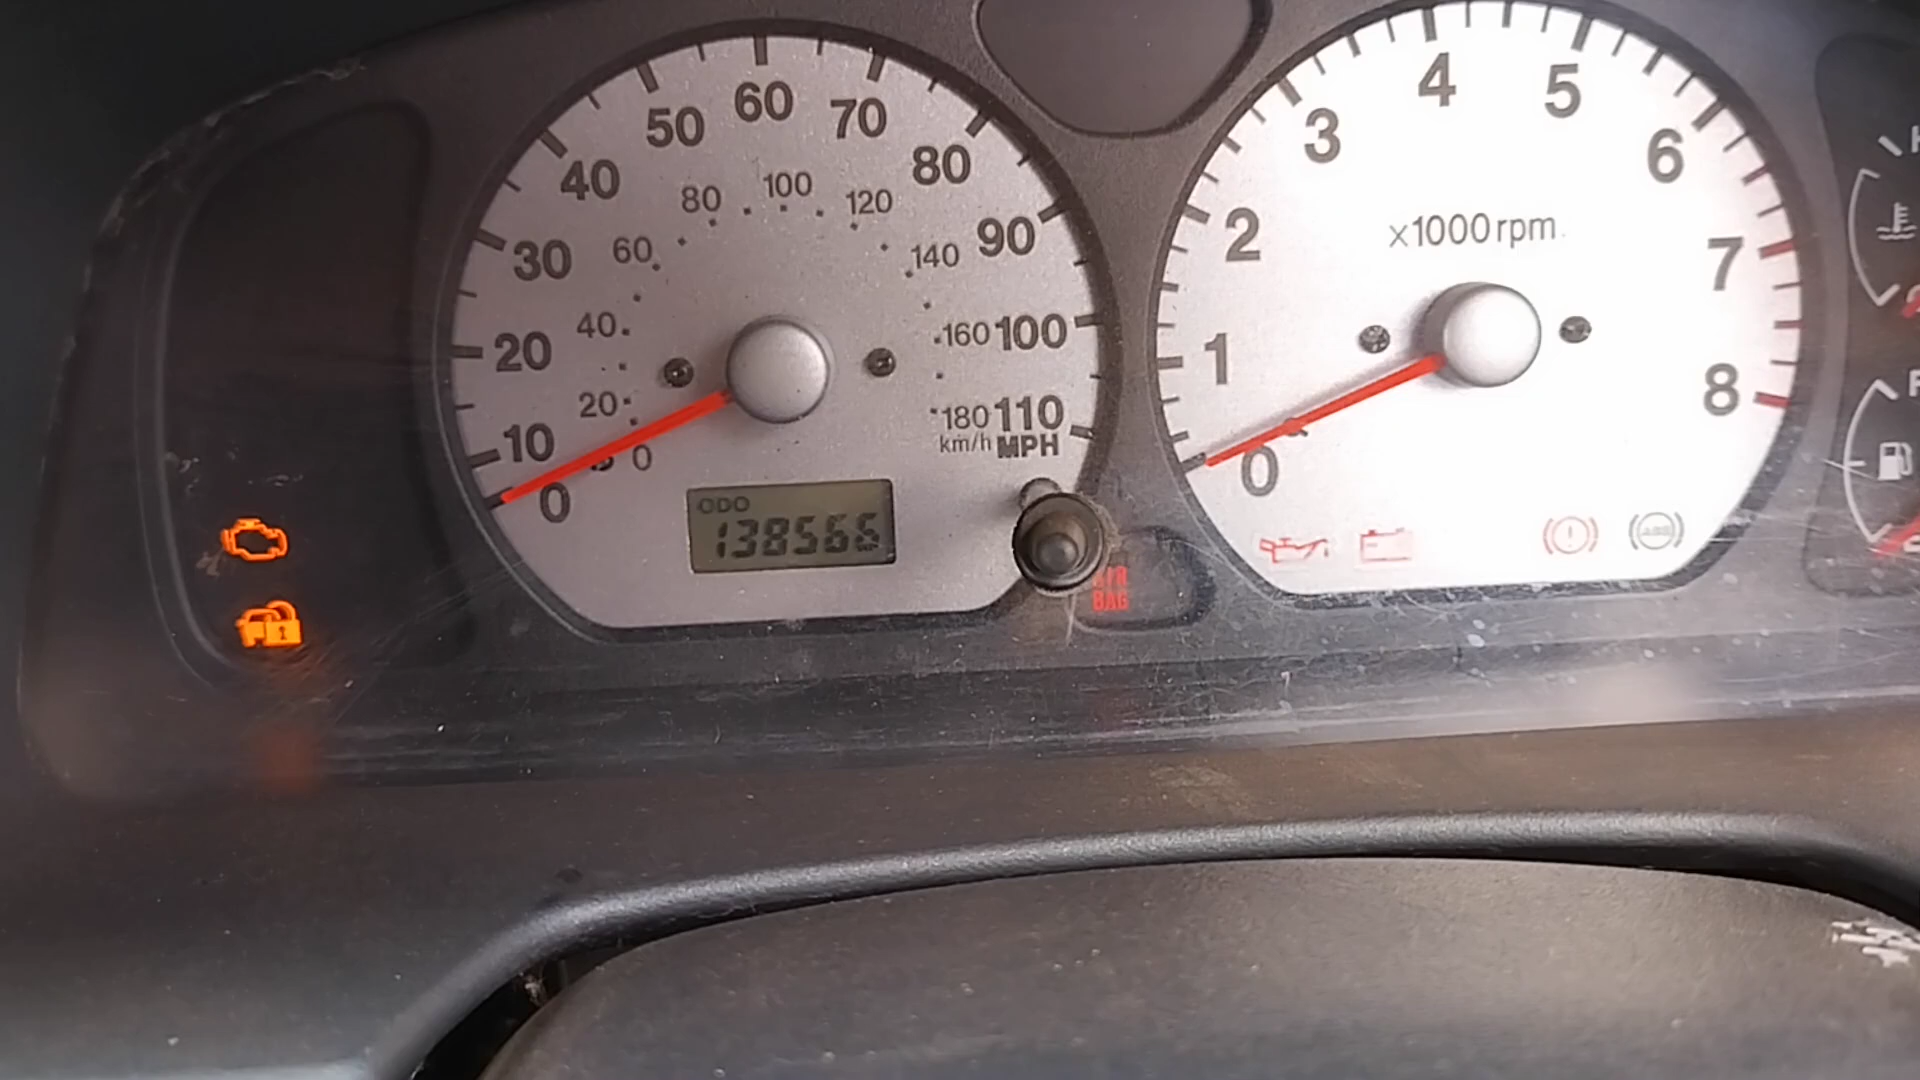 0 10 20 30 40 50 60 70 80 90 100 110
MPH
0 20 40 60 80 100 120 140 160 180
km/h
ODO
AIR
BAG
0 1 2 3 4 5 6 7 8
x1000 rpm
ABS